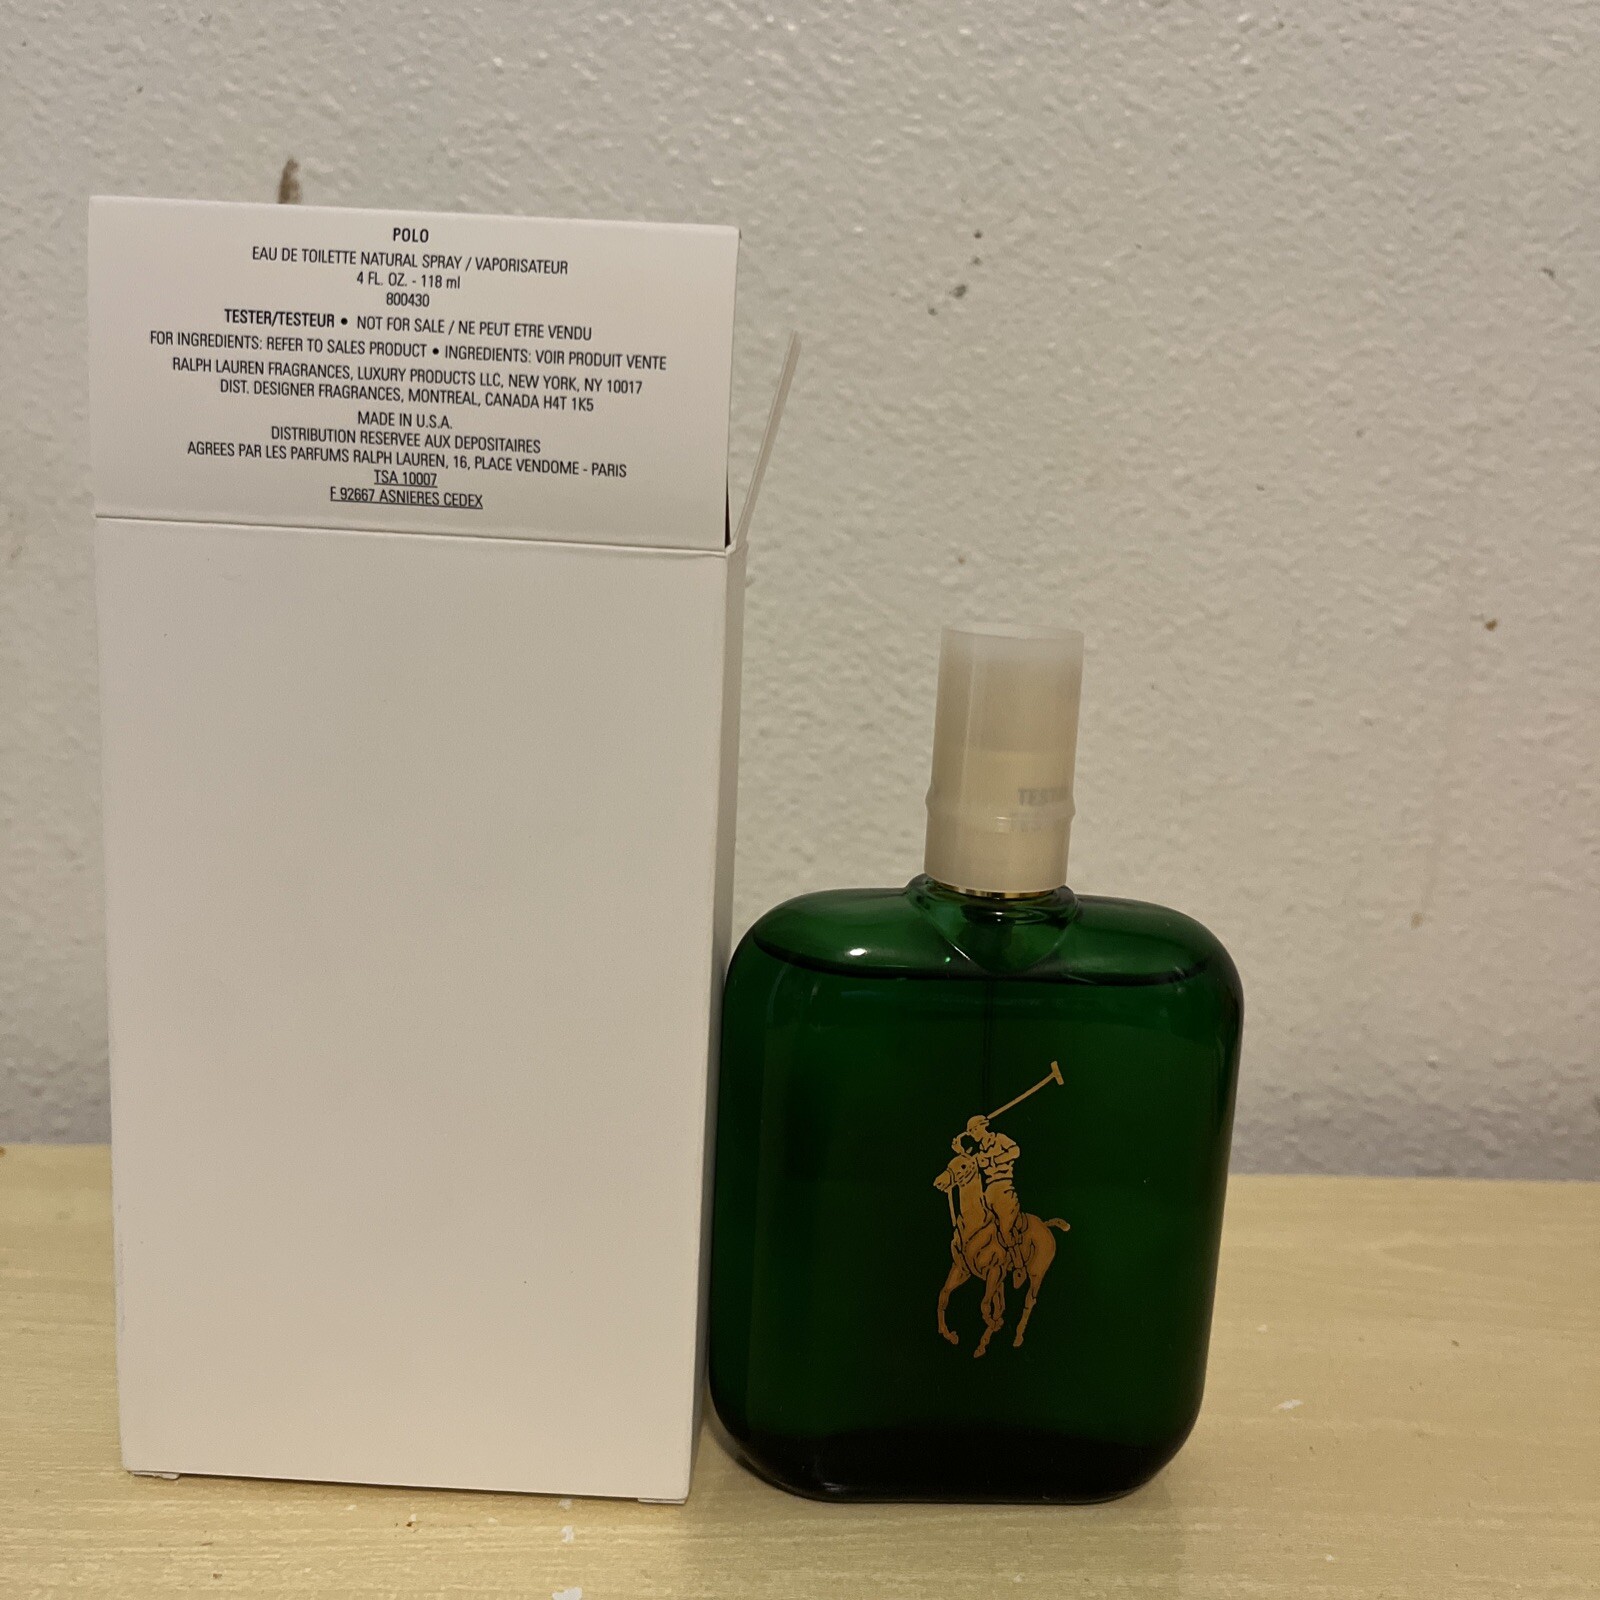 POLO
EAU DE TOILETTE NATURAL SPRAY / VAPORISATEUR
4 FL. OZ. - 118 ml
800430
TESTER/TESTEUR • NOT FOR SALE / NE PEUT ETRE VENDU
FOR INGREDIENTS: REFER TO SALES PRODUCT • INGREDIENTS: VOIR PRODUIT VENTE
RALPH LAUREN FRAGRANCES, LUXURY PRODUCTS LLC, NEW YORK, NY 10017
DIST. DESIGNER FRAGRANCES, MONTREAL, CANADA H4T 1K5
MADE IN U.S.A.
DISTRIBUTION RESERVEE AUX DEPOSITAIRES
AGREES PAR LES PARFUMS RALPH LAUREN, 16, PLACE VENDOME - PARIS
TSA 10007
F 92667 ASNIERES CEDEX